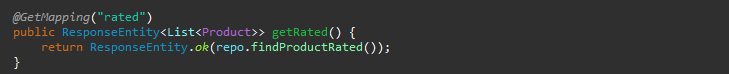 @GetMapping("rated")
public ResponseEntity<List<Product>> getRated() {
    return ResponseEntity.ok(repo.findProductRated());
}